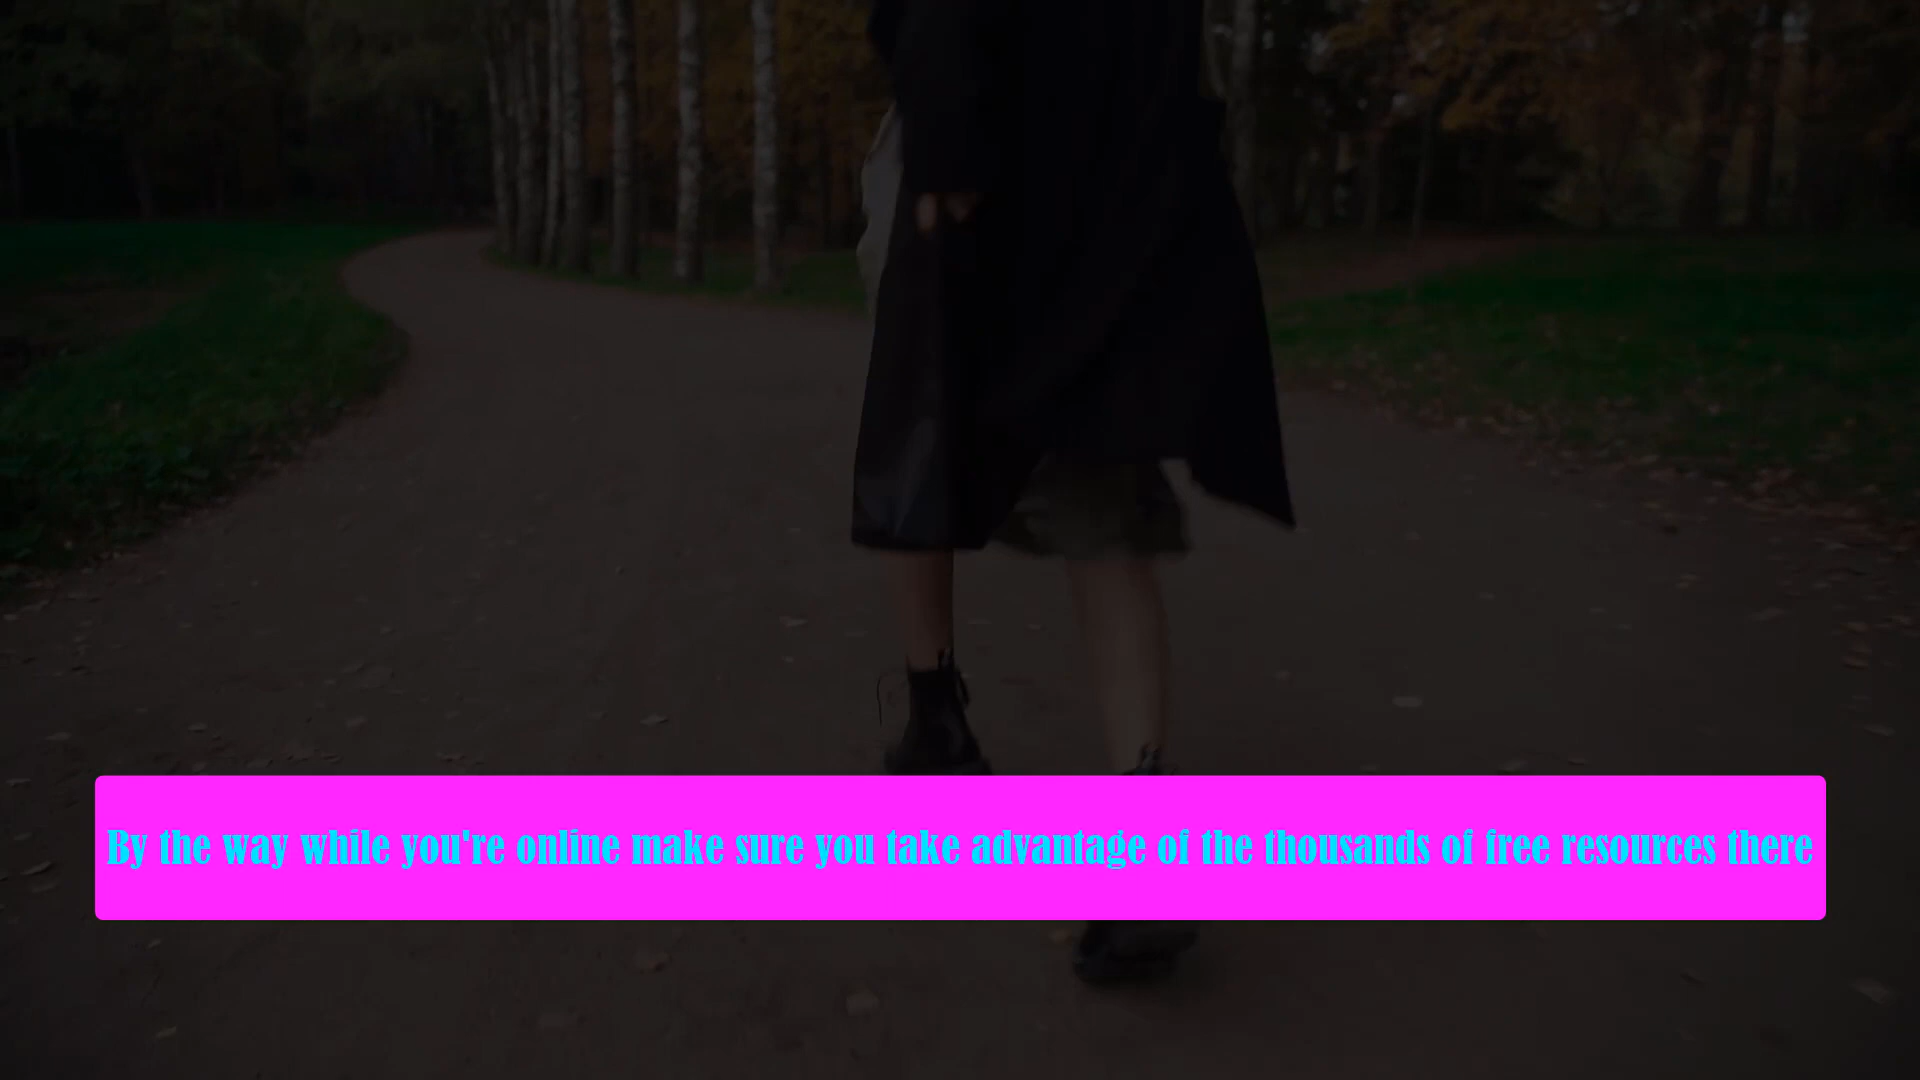 By the way while you're online make sure you take advantage of the thousands of free resources there